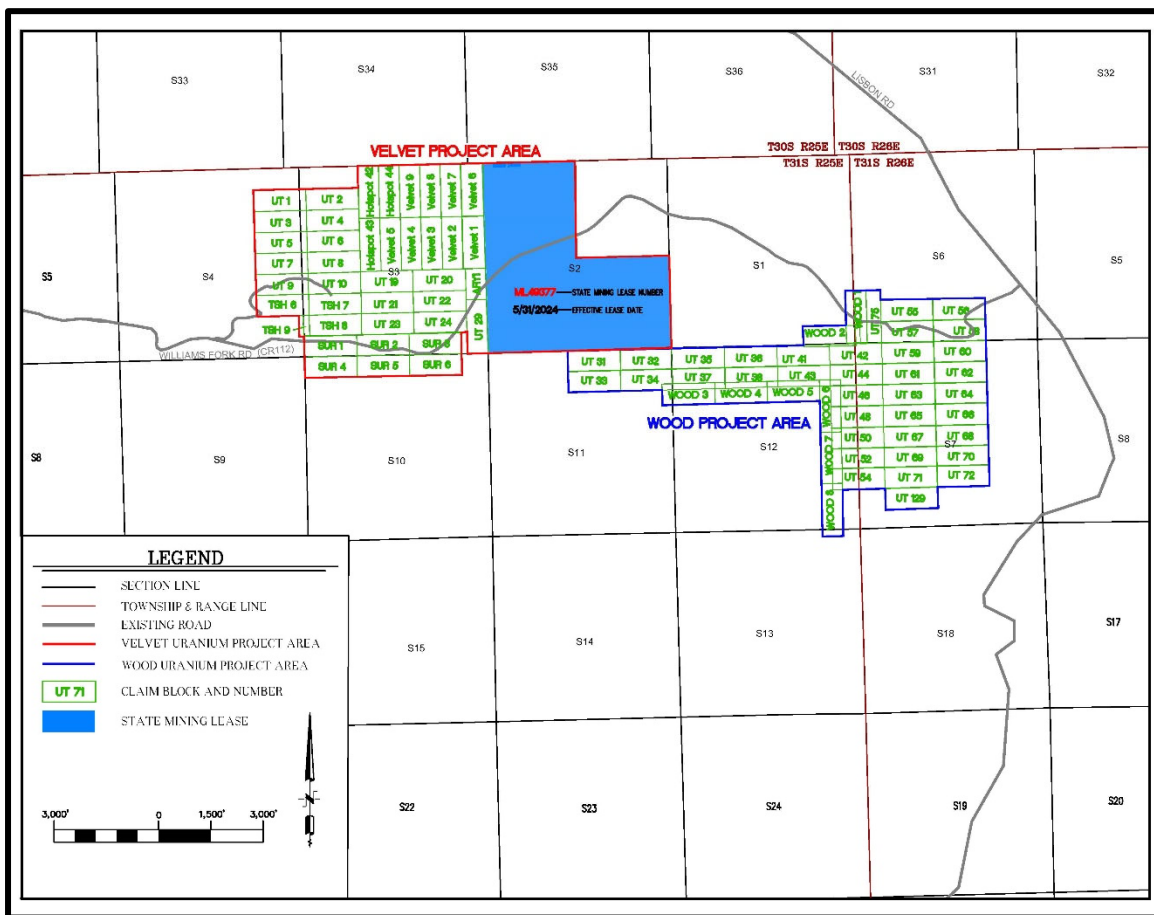 S33
S34
S35
S36
S31
S32
LISBON RD
T30S R25E
T30S R26E
T31S R25E
T31S R26E
VELVET PROJECT AREA
S5
S4
S3
S2
S1
S6
S5
UT 1
UT 2
UT 3
UT 4
UT 5
UT 6
UT 7
UT 8
UT 9
UT 10
TSH 6
TSH 7
TSH 9
TSH 8
Hotspot 42
Hotspot 44
Velvet 9
Velvet 8
Velvet 7
Velvet 6
Hotspot 43
Velvet 5
Velvet 4
Velvet 3
Velvet 2
Velvet 1
UT 19
UT 20
UT 21
UT 22
UT 23
UT 24
ARY1
UT 29
SUR 1
SUR 2
SUR 3
SUR 4
SUR 5
SUR 6
WILLIAMS FORK RD (CR112)
ML49377 STATE MINING LEASE NUMBER
5/31/2024 EFFECTIVE LEASE DATE
UT 31
UT 32
UT 35
UT 36
UT 41
UT 42
UT 33
UT 34
UT 37
UT 38
UT 43
UT 44
WOOD 1
WOOD 2
UT 75
UT 55
UT 56
UT 57
UT 58
UT 59
UT 60
UT 61
UT 62
WOOD 3
WOOD 4
WOOD 5
WOOD 6
UT 46
UT 63
UT 64
UT 48
UT 65
UT 66
WOOD PROJECT AREA
WOOD 7
UT 50
UT 67
UT 68
UT 52
UT 69
UT 70
UT 54
UT 71
UT 72
WOOD 8
UT 129
S8
S9
S10
S11
S12
S7
S8
S15
S14
S13
S18
S17
S22
S23
S24
S19
S20
LEGEND
SECTION LINE
TOWNSHIP & RANGE LINE
EXISTING ROAD
VELVET URANIUM PROJECT AREA
WOOD URANIUM PROJECT AREA
UT 71 CLAIM BLOCK AND NUMBER
STATE MINING LEASE
N
3,000' 0 1,500' 3,000'